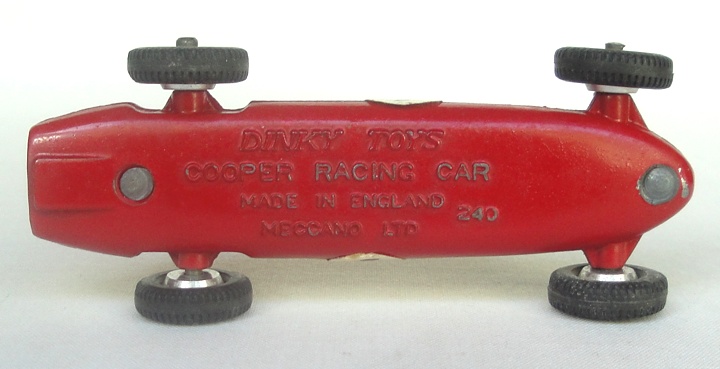 DINKY TOYS
COOPER RACING CAR
MADE IN ENGLAND
240
MECCANO LTD